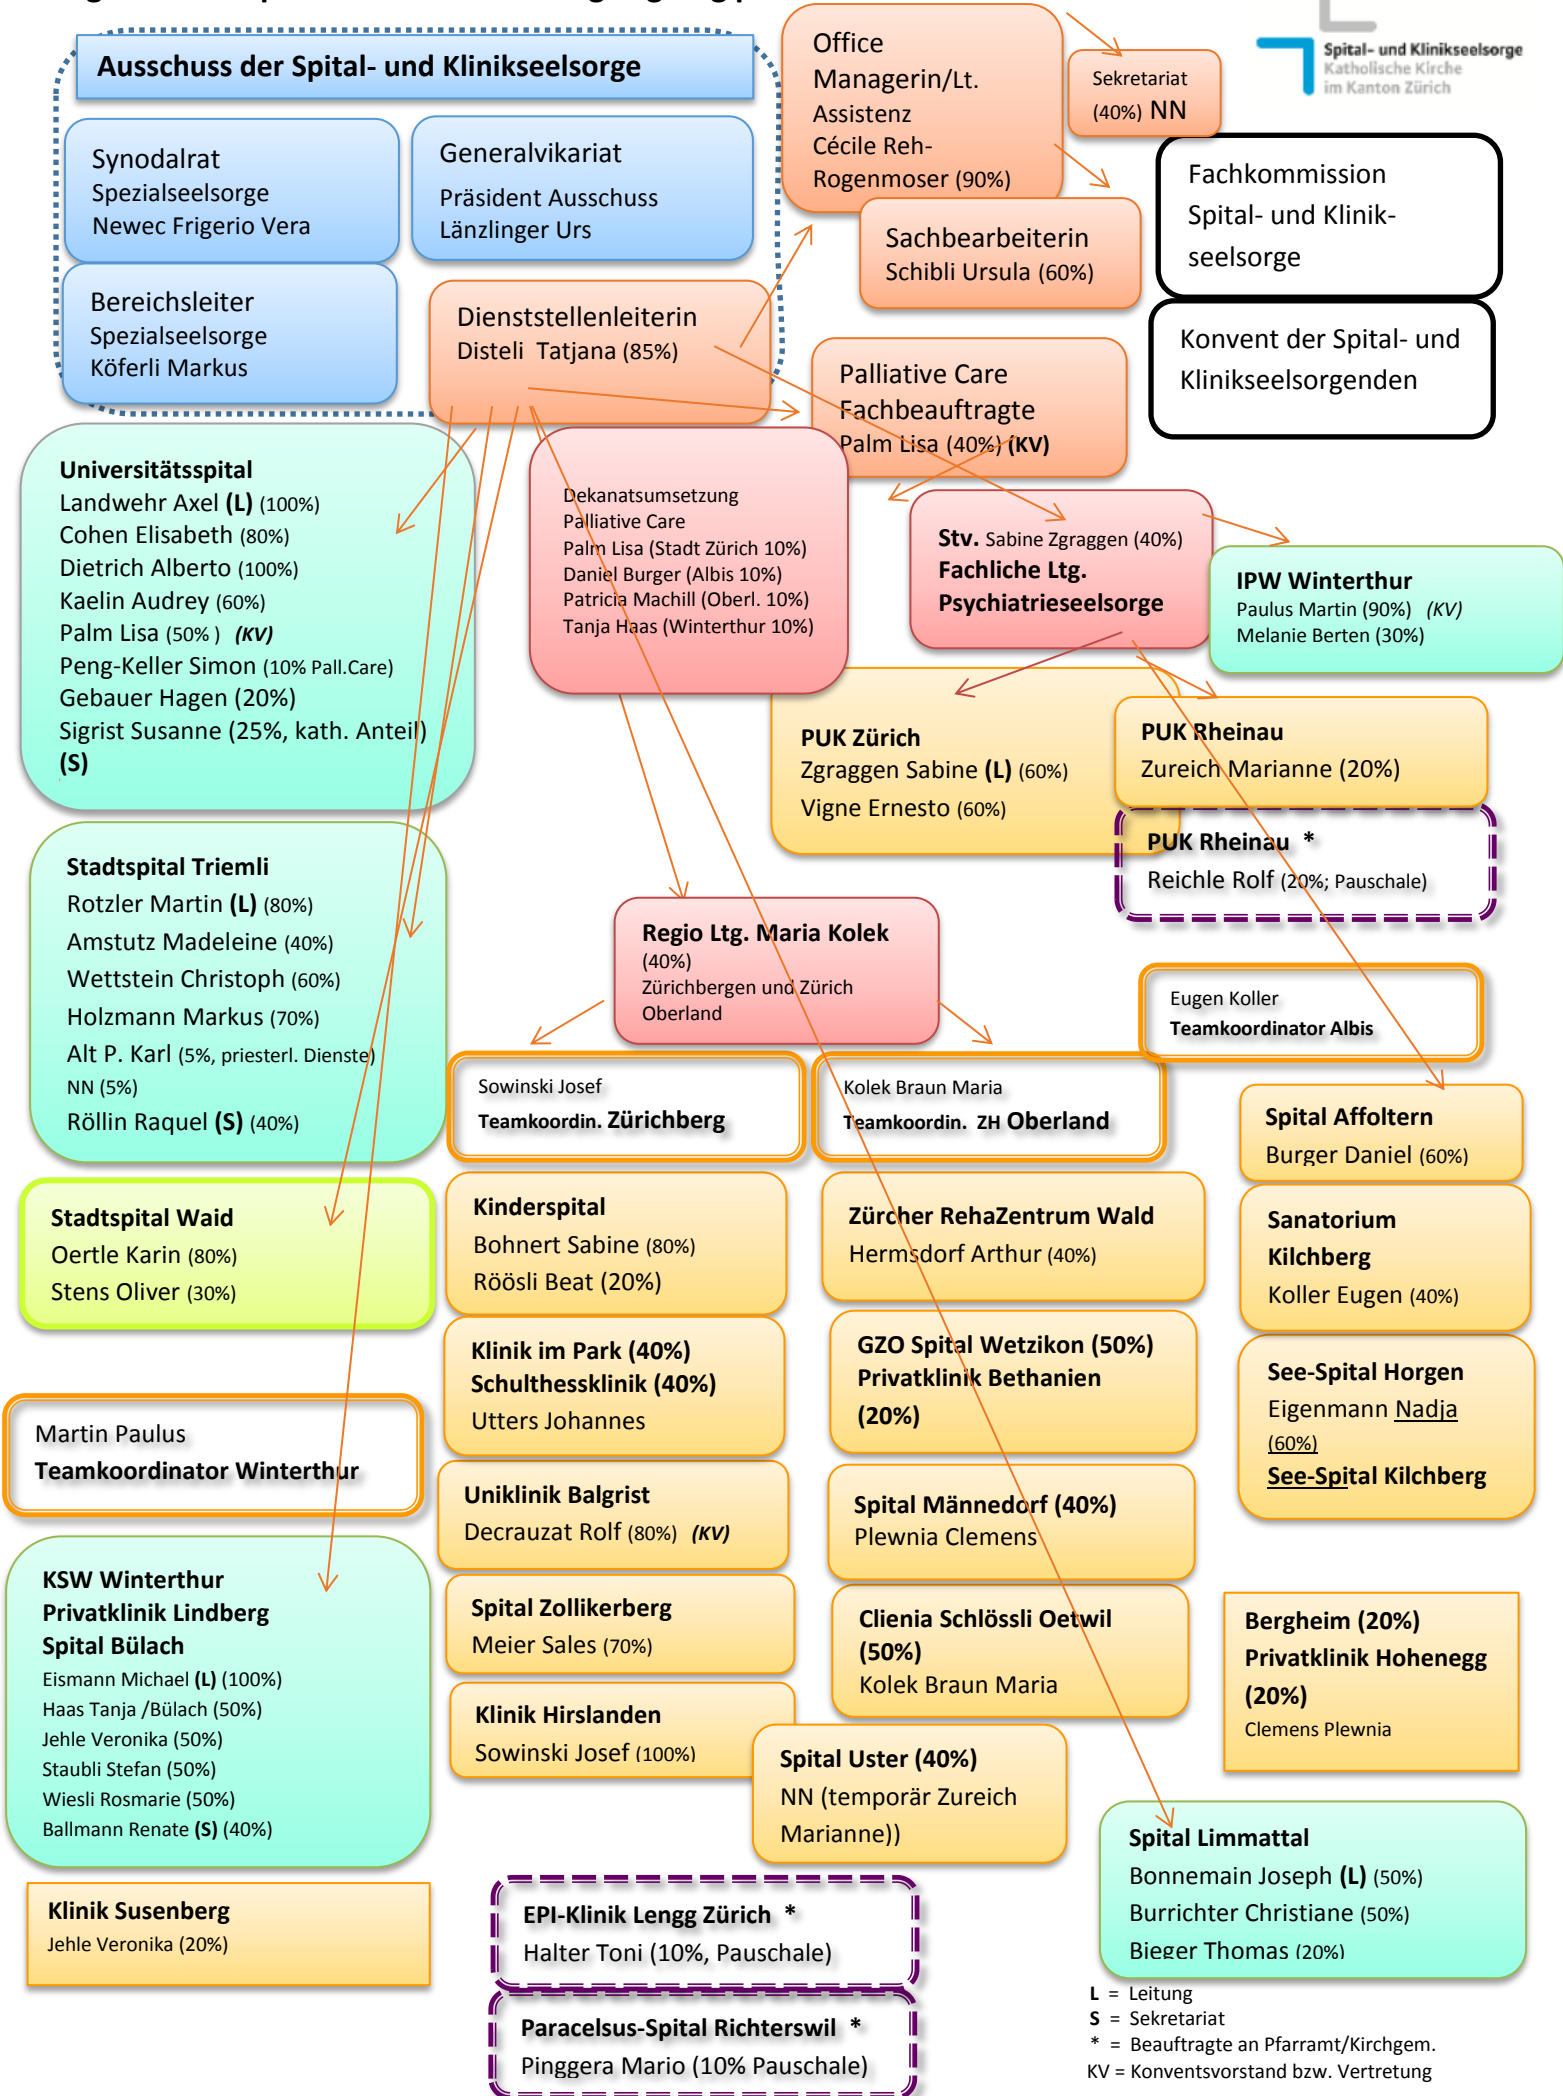 Ausschuss der Spital- und Klinikseelsorge
Synodalrat
Spezialseelsorge
Newec Frigerio Vera
Generalvikariat
Präsident Ausschuss
Länzlinger Urs
Bereichsleiter
Spezialseelsorge
Köferli Markus
Dienststellenleiterin
Disteli Tatjana (85%)
Office
Managerin/Lt.
Assistenz
Cécile Reh-
Rogenmoser (90%)
Sekretariat
(40%) NN
Spital- und Klinikseelsorge
Katholische Kirche
im Kanton Zürich
Sachbearbeiterin
Schibli Ursula (60%)
Fachkommission
Spital- und Klinik-
seelsorge
Konvent der Spital- und
Klinikseelsorgenden
Palliative Care
Fachbeauftragte
Palm Lisa (40%) (KV)
Universitätsspital
Landwehr Axel (L) (100%)
Cohen Elisabeth (80%)
Dietrich Alberto (100%)
Kaelin Audrey (60%)
Palm Lisa (50% ) (KV)
Peng-Keller Simon (10% Pall.Care)
Gebauer Hagen (20%)
Sigrist Susanne (25%, kath. Anteil)
(S)
Dekanatsumsetzung
Palliative Care
Palm Lisa (Stadt Zürich 10%)
Daniel Burger (Albis 10%)
Patricia Machill (Oberl. 10%)
Tanja Haas (Winterthur 10%)
Stv. Sabine Zgraggen (40%)
Fachliche Ltg.
Psychiatrieseelsorge
IPW Winterthur
Paulus Martin (90%) (KV)
Melanie Berten (30%)
PUK Zürich
Zgraggen Sabine (L) (60%)
Vigne Ernesto (60%)
PUK Rheinau
Zureich Marianne (20%)
PUK Rheinau *
Reichle Rolf (20%; Pauschale)
Stadtspital Triemli
Rotzler Martin (L) (80%)
Amstutz Madeleine (40%)
Wettstein Christoph (60%)
Holzmann Markus (70%)
Alt P. Karl (5%, priesterl. Dienste)
NN (5%)
Röllin Raquel (S) (40%)
Regio Ltg. Maria Kolek
(40%)
Zürichbergen und Zürich
Oberland
Eugen Koller
Teamkoordinator Albis
Sowinski Josef
Teamkoordin. Zürichberg
Kolek Braun Maria
Teamkoordin. ZH Oberland
Spital Affoltern
Burger Daniel (60%)
Stadtspital Waid
Oertle Karin (80%)
Stens Oliver (30%)
Kinderspital
Bohnert Sabine (80%)
Röösli Beat (20%)
Zürcher RehaZentrum Wald
Hermsdorf Arthur (40%)
Sanatorium
Kilchberg
Koller Eugen (40%)
Klinik im Park (40%)
Schulthessklinik (40%)
Utters Johannes
GZO Spital Wetzikon (50%)
Privatklinik Bethanien
(20%)
See-Spital Horgen
Eigenmann Nadja
(60%)
See-Spital Kilchberg
Martin Paulus
Teamkoordinator Winterthur
Uniklinik Balgrist
Decrauzat Rolf (80%) (KV)
Spital Männedorf (40%)
Plewnia Clemens
KSW Winterthur
Privatklinik Lindberg
Spital Bülach
Eismann Michael (L) (100%)
Haas Tanja /Bülach (50%)
Jehle Veronika (50%)
Staubli Stefan (50%)
Wiesli Rosmarie (50%)
Ballmann Renate (S) (40%)
Spital Zollikerberg
Meier Sales (70%)
Clienia Schlössli Oetwil
(50%)
Kolek Braun Maria
Bergheim (20%)
Privatklinik Hohenegg
(20%)
Clemens Plewnia
Klinik Hirslanden
Sowinski Josef (100%)
Spital Uster (40%)
NN (temporär Zureich
Marianne))
Spital Limmattal
Bonnemain Joseph (L) (50%)
Burrichter Christiane (50%)
Bieger Thomas (20%)
Klinik Susenberg
Jehle Veronika (20%)
EPI-Klinik Lengg Zürich *
Halter Toni (10%, Pauschale)
Paracelsus-Spital Richterswil *
Pinggera Mario (10% Pauschale)
L = Leitung
S = Sekretariat
* = Beauftragte an Pfarramt/Kirchgem.
KV = Konventsvorstand bzw. Vertretung